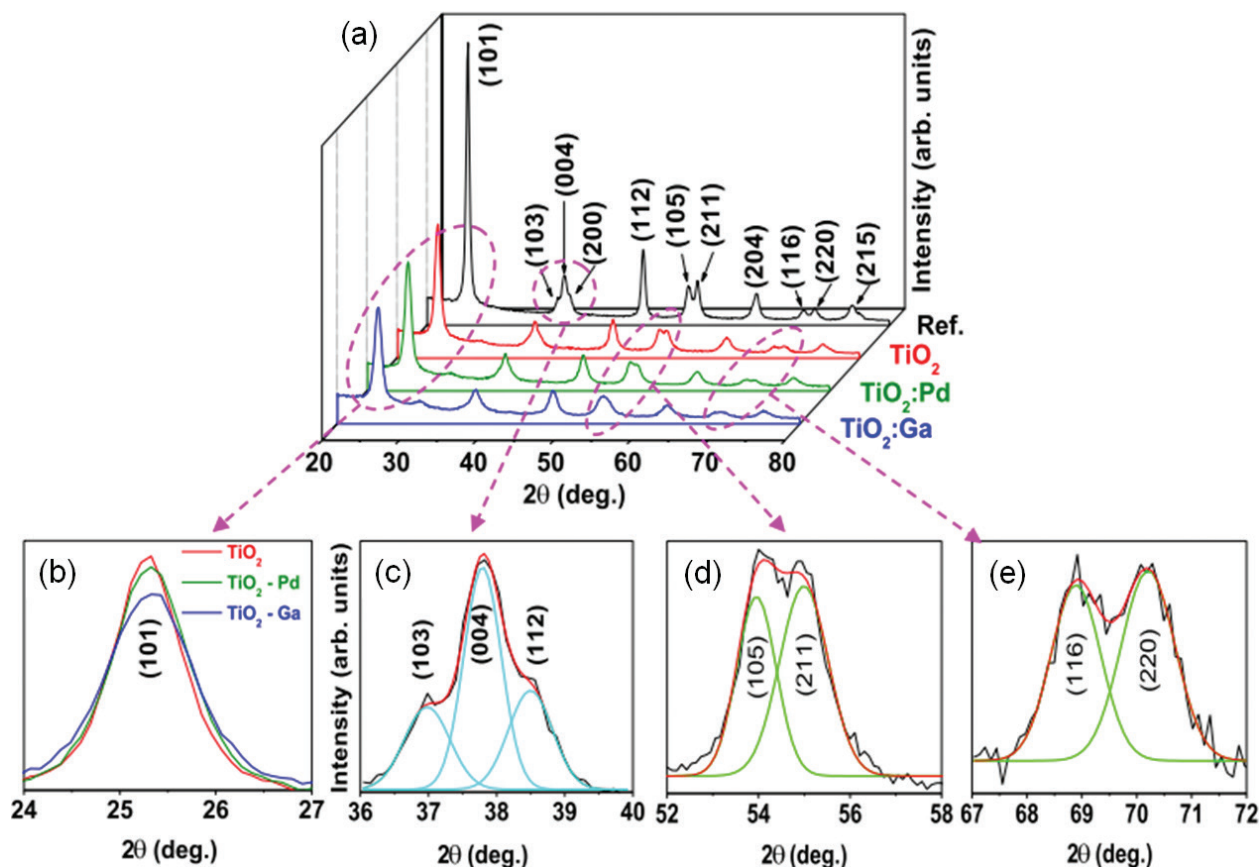 (a)
(101)
(103)
(004)
(200)
(112)
(105)
(211)
(204)
(116)
(220)
(215)
Intensity (arb. units)
Ref.
TiO2
TiO2:Pd
TiO2:Ga
20 30 40 50 60 70 80
2θ (deg.)
(b)
TiO2
TiO2 - Pd
TiO2 - Ga
(101)
24 25 26 27
2θ (deg.)
(c)
Intensity (arb. units)
(103)
(004)
(112)
36 37 38 39 40
2θ (deg.)
(d)
(105)
(211)
52 54 56 58
2θ (deg.)
(e)
(116)
(220)
67 68 69 70 71 72
2θ (deg.)